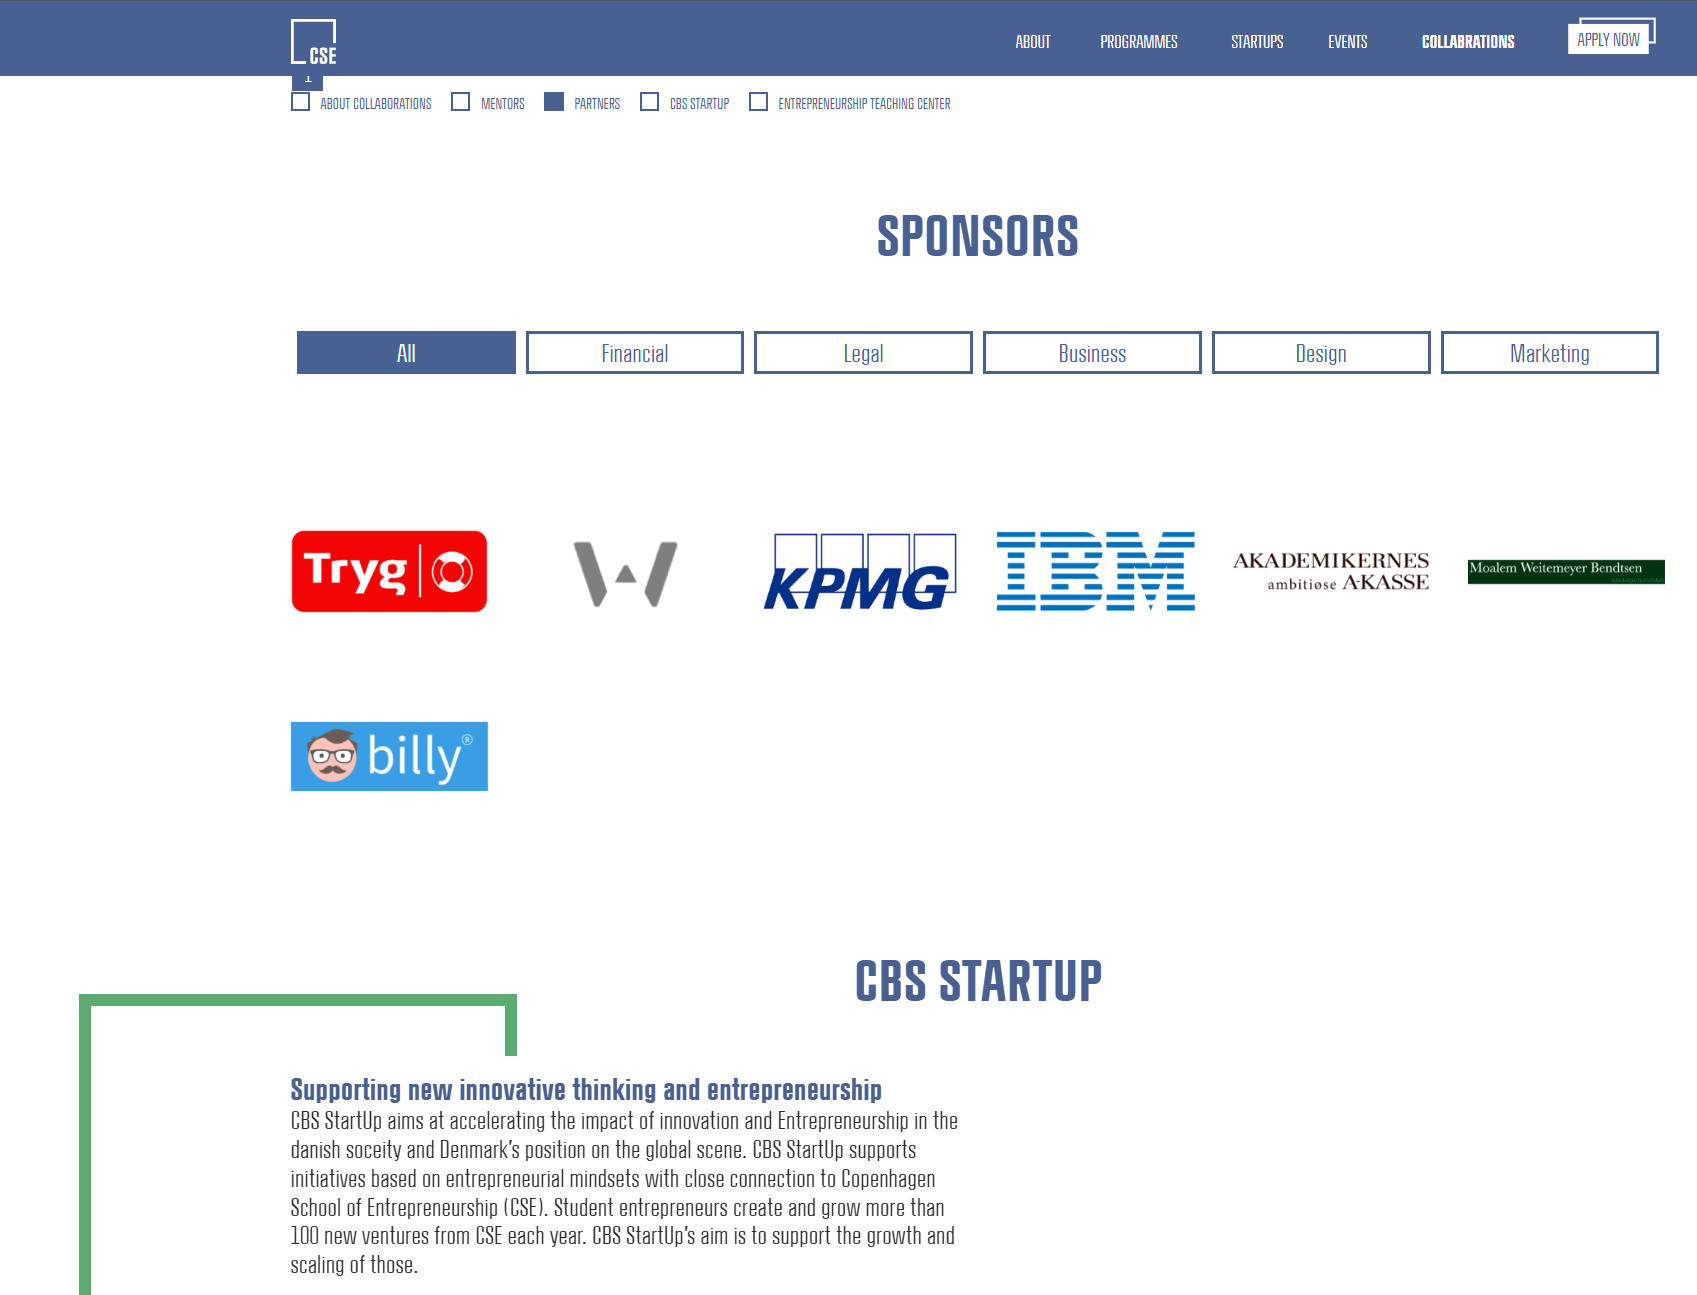 CSE
ABOUT
PROGRAMMES
STARTUPS
EVENTS
COLLABRATIONS
APPLY NOW
1
ABOUT COLLABORATIONS
MENTORS
PARTNERS
CBS STARTUP
ENTREPRENEURSHIP TEACHING CENTER
SPONSORS
All
Financial
Legal
Business
Design
Marketing
Tryg
KPMG
IBM
AKADEMIKERNES
ambitiøse A-KASSE
Moalem Weitemeyer Bendtsen
billy®
CBS STARTUP
Supporting new innovative thinking and entrepreneurship
CBS StartUp aims at accelerating the impact of innovation and Entrepreneurship in the
danish soceity and Denmark's position on the global scene. CBS StartUp supports
initiatives based on entrepreneurial mindsets with close connection to Copenhagen
School of Entrepreneurship (CSE). Student entrepreneurs create and grow more than
100 new ventures from CSE each year. CBS StartUp's aim is to support the growth and
scaling of those.